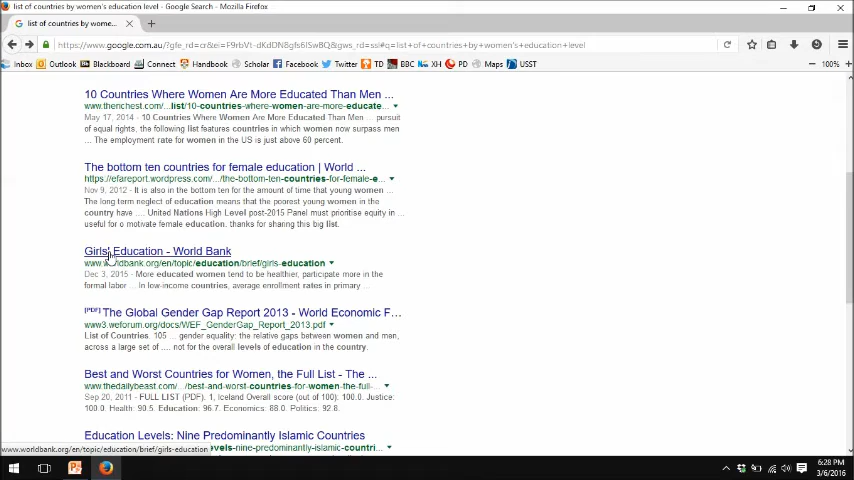 list of countries by women's education level - Google Search - Mozilla Firefox
list of countries by wome...
https://www.google.com.au/?gfe_rd=cr&ei=F9rbVt-dKdDN8gfs6ISwBQ&gws_rd=ssl#q=list+of+countries+by+women's+education+level
Inbox Outlook Blackboard Connect Handbook Scholar Facebook Twitter TD BBC XH PD Maps USST
100%
10 Countries Where Women Are More Educated Than Men ...
www.therichest.com/...list/10-countries-where-women-are-more-educate...
May 17, 2014 - 10 Countries Where Women Are More Educated Than Men ... pursuit
of equal rights, the following list features countries in which women now surpass men
... The employment rate for women in the US is just above 60 percent.
The bottom ten countries for female education | World ...
https://efareport.wordpress.com/.../the-bottom-ten-countries-for-female-e...
Nov 9, 2012 - It is also in the bottom ten for the amount of time that young women ...
The long term neglect of education means that the poorest young women in the
country have .... United Nations High Level post-2015 Panel must prioritise equity in ...
useful for o motivate female education. thanks for sharing this big list.
Girls' Education - World Bank
www.worldbank.org/en/topic/education/brief/girls-education
Dec 3, 2015 - More educated women tend to be healthier, participate more in the
formal labor ... In low-income countries, average enrollment rates in primary...
[PDF] The Global Gender Gap Report 2013 - World Economic F...
www3.weforum.org/docs/WEF_GenderGap_Report_2013.pdf
List of Countries. 105 ... gender equality: the relative gaps between women and men,
across a large set of .... not for the overall levels of education in the country.
Best and Worst Countries for Women, the Full List - The ...
www.thedailybeast.com/.../best-and-worst-countries-for-women-the-full-...
Sep 20, 2011 - FULL LIST (PDF). 1, Iceland Overall score (out of 100): 100.0. Justice:
100.0. Health: 90.5. Education: 96.7. Economics: 88.0. Politics: 92.8.
Education Levels: Nine Predominantly Islamic Countries
www.worldbank.org/en/topic/education/brief/girls-education
evels-nine-predominantly-islamic-countri...
6:28 PM
3/6/2016